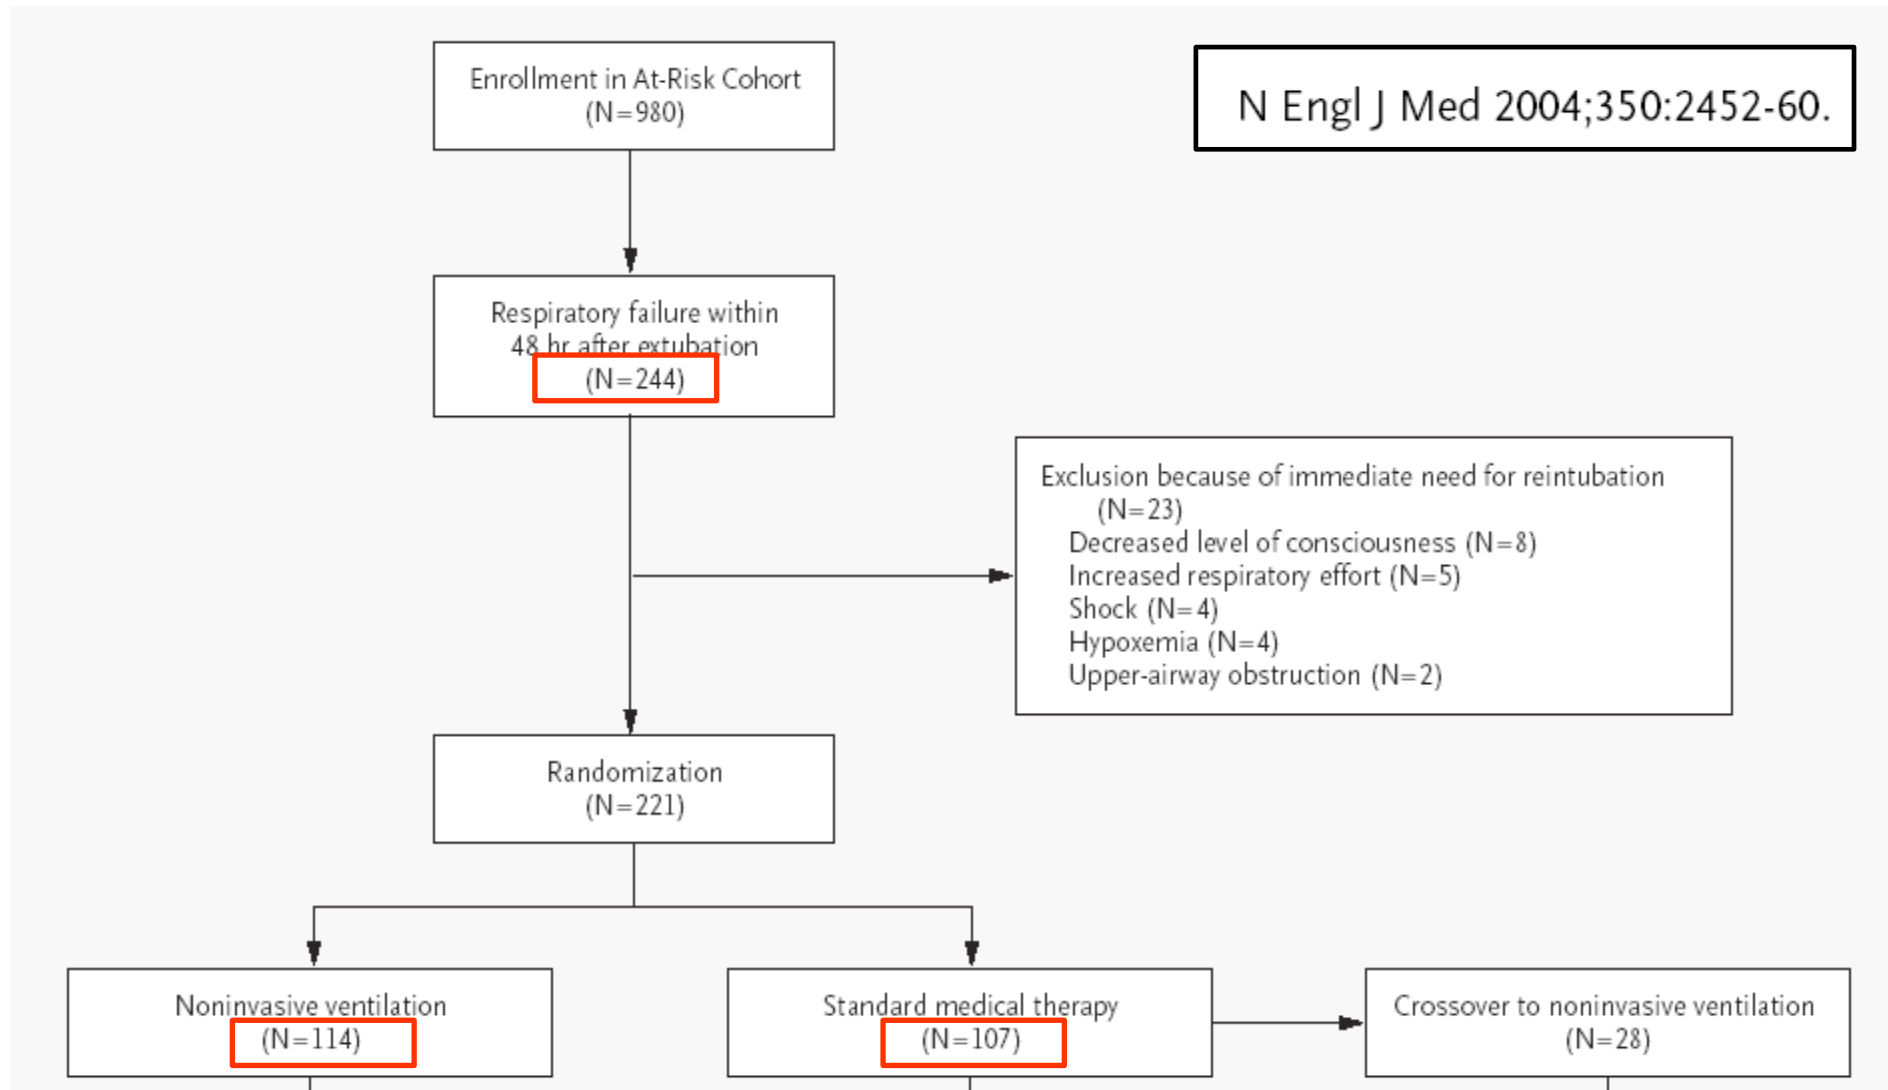 Enrollment in At-Risk Cohort
(N=980)
N Engl J Med 2004;350:2452-60.
Respiratory failure within
48 hr after extubation
(N=244)
Exclusion because of immediate need for reintubation
(N=23)
Decreased level of consciousness (N=8)
Increased respiratory effort (N=5)
Shock (N=4)
Hypoxemia (N=4)
Upper-airway obstruction (N=2)
Randomization
(N=221)
Noninvasive ventilation
(N=114)
Standard medical therapy
(N=107)
Crossover to noninvasive ventilation
(N=28)